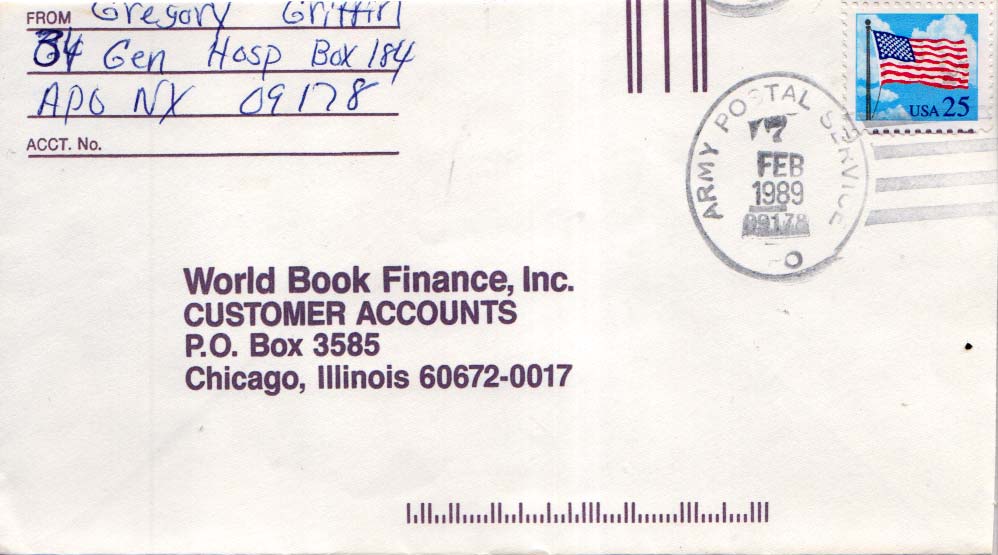 FROM Gregory Griffin
34 Gen Hosp Box 184
APO NY 09178
ACCT. No.
USA 25
ARMY POSTAL SERVICE
7
FEB
1989
09178
World Book Finance, Inc.
CUSTOMER ACCOUNTS
P.O. Box 3585
Chicago, Illinois 60672-0017